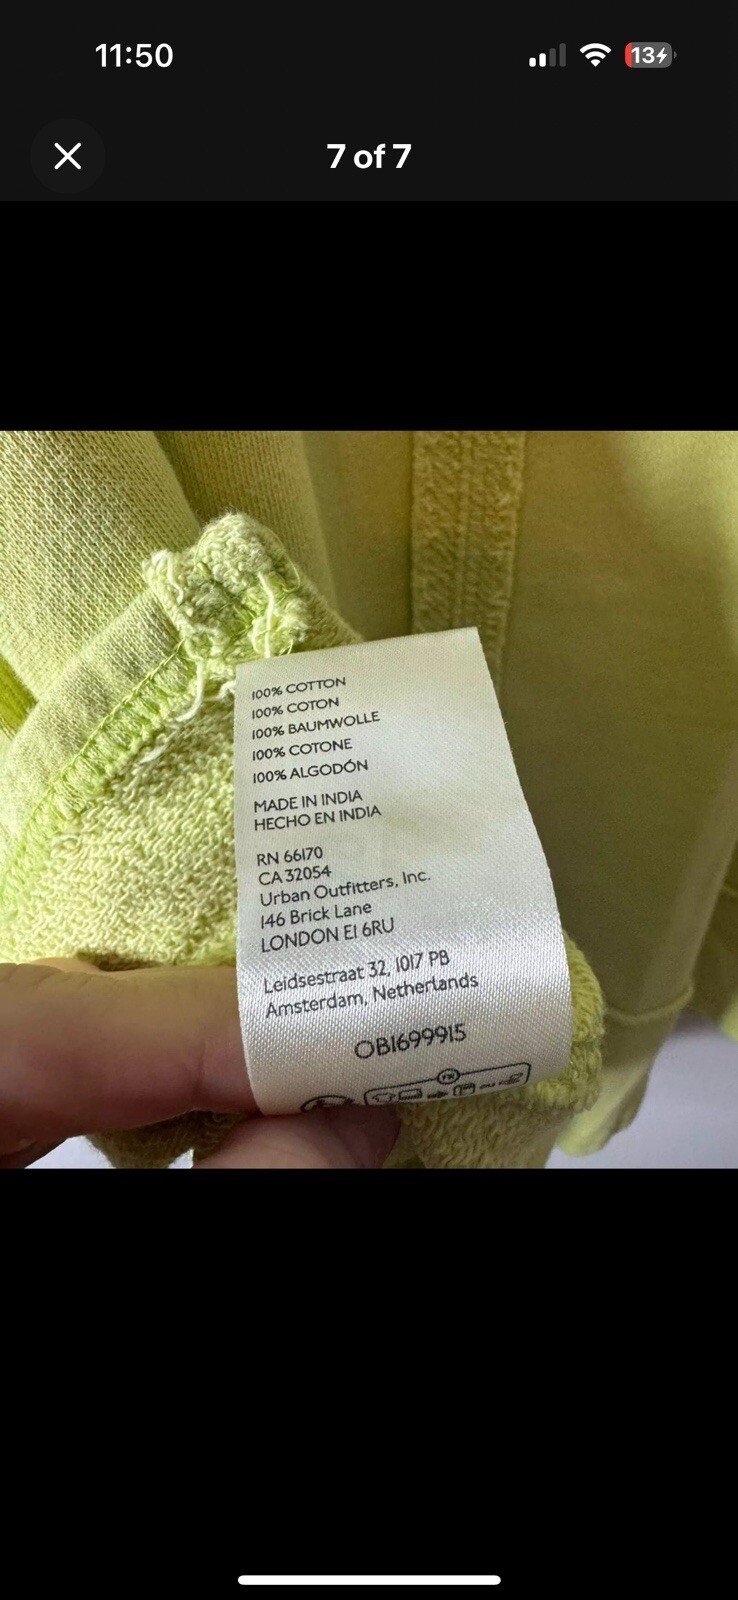 11:50
13
7 of 7
100% COTTON
100% COTON
100% BAUMWOLLE
100% COTONE
100% ALGODÓN
MADE IN INDIA
HECHO EN INDIA
RN 66170
CA 32054
Urban Outfitters, Inc.
146 Brick Lane
LONDON E1 6RU
Leidsestraat 32, 1017 PB
Amsterdam, Netherlands
OB1699915
FR